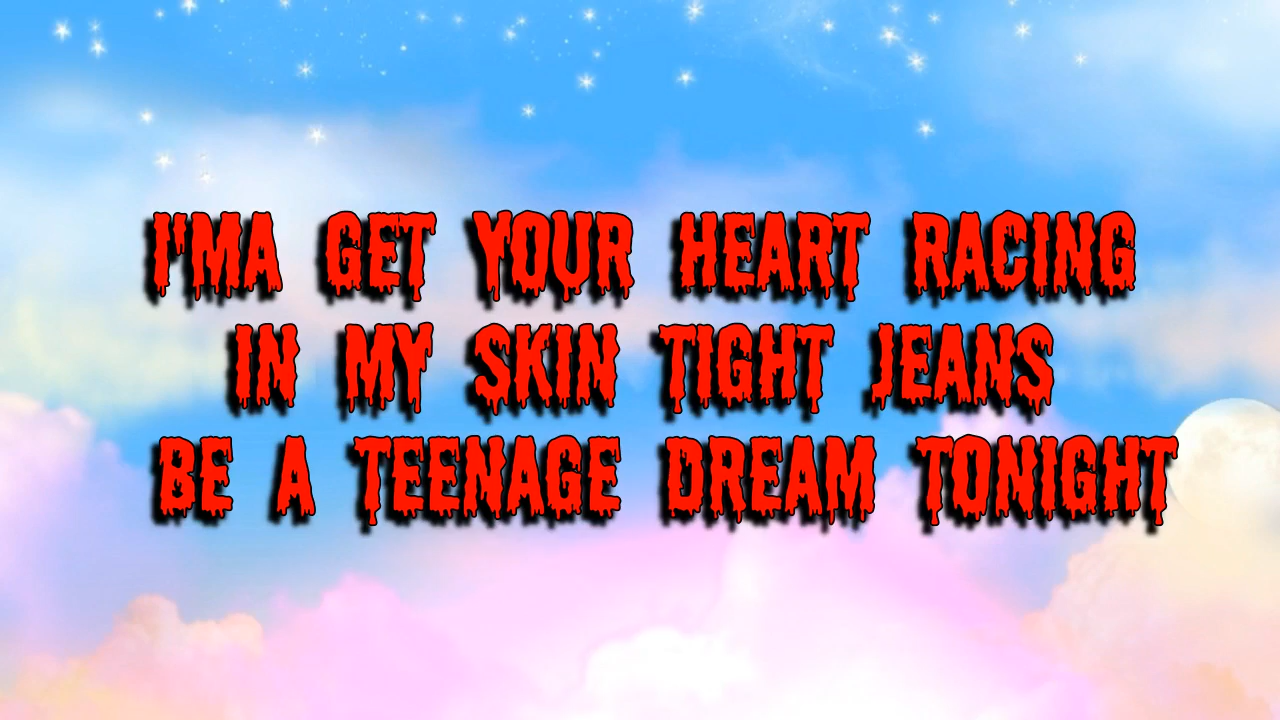 I'MA GET YOUR HEART RACING
IN MY SKIN TIGHT JEANS
BE A TEENAGE DREAM TONIGHT